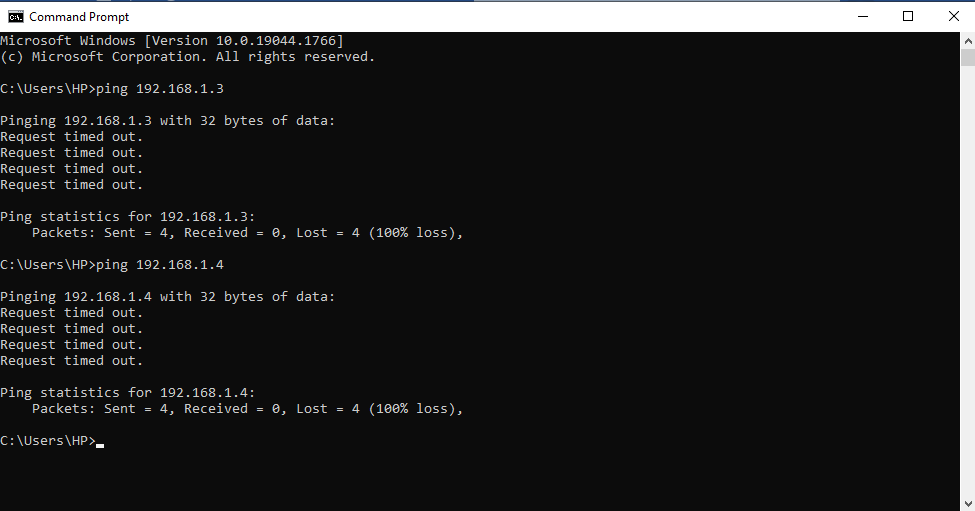 Command Prompt
Microsoft Windows [Version 10.0.19044.1766]
(c) Microsoft Corporation. All rights reserved.
C:\Users\HP>ping 192.168.1.3
Pinging 192.168.1.3 with 32 bytes of data:
Request timed out.
Request timed out.
Request timed out.
Request timed out.
Ping statistics for 192.168.1.3:
    Packets: Sent = 4, Received = 0, Lost = 4 (100% loss),
C:\Users\HP>ping 192.168.1.4
Pinging 192.168.1.4 with 32 bytes of data:
Request timed out.
Request timed out.
Request timed out.
Request timed out.
Ping statistics for 192.168.1.4:
    Packets: Sent = 4, Received = 0, Lost = 4 (100% loss),
C:\Users\HP>